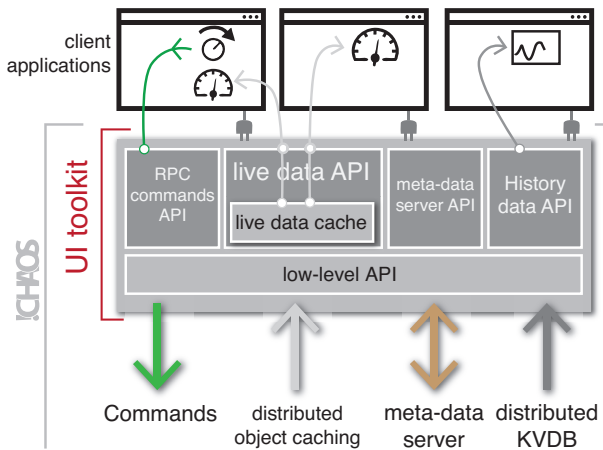 client
applications
UI toolkit
!CHAOS
RPC
commands
API
live data API
live data cache
meta-data
server API
History
data API
low-level API
Commands
distributed
object caching
meta-data
server
distributed
KVDB